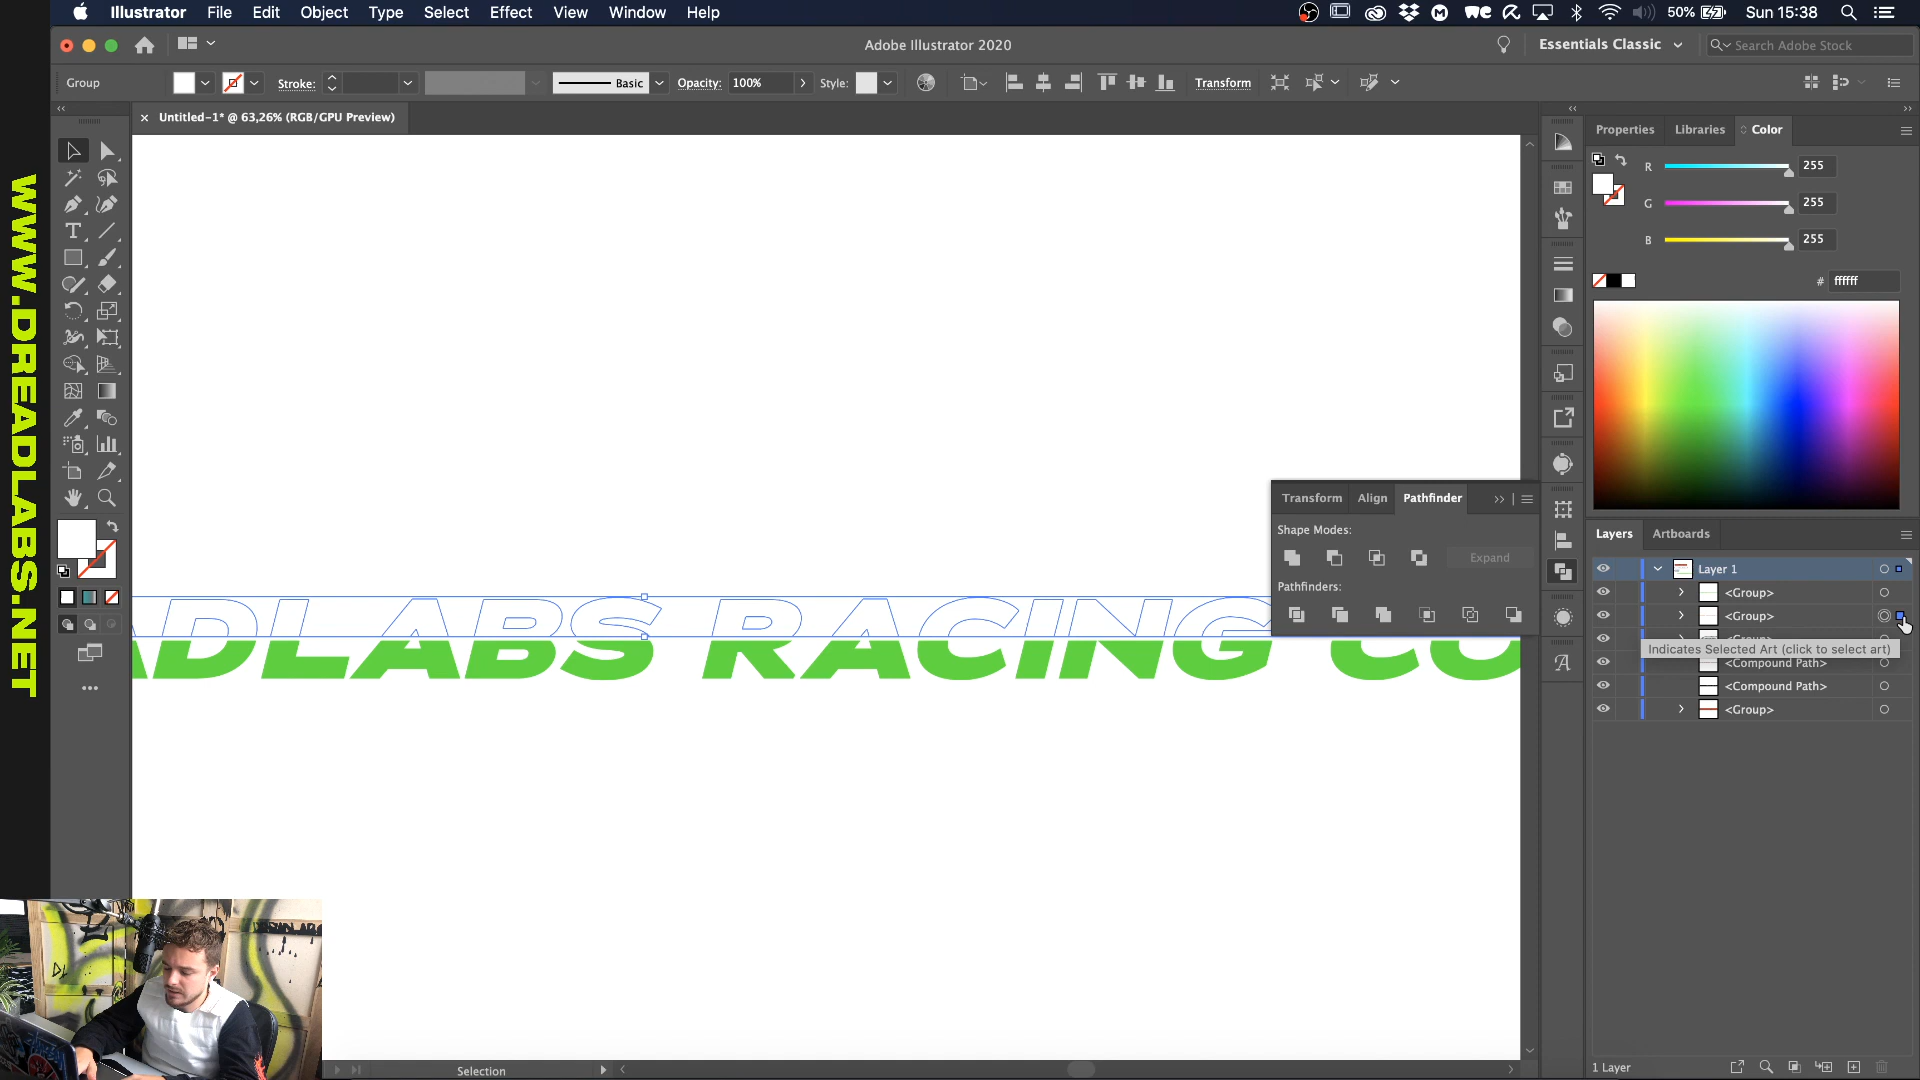 Illustrator File Edit Object Type Select Effect View Window Help
50% Sun 15:38
Adobe Illustrator 2020
Essentials Classic
Search Adobe Stock
Group
Stroke:
Basic
Opacity: 100%
Style:
Transform
Untitled-1* @ 63,26% (RGB/GPU Preview)
Properties Libraries Color
R 255
G 255
B 255
# ffffff
WWW.DREADLABS.NET
Transform Align Pathfinder
Shape Modes:
Expand
Pathfinders:
ADLABS RACING CO
Layers Artboards
Layer 1
<Group>
<Group>
<Group>
Indicates Selected Art (click to select art)
<Compound Path>
<Compound Path>
<Group>
1 Layer
Selection